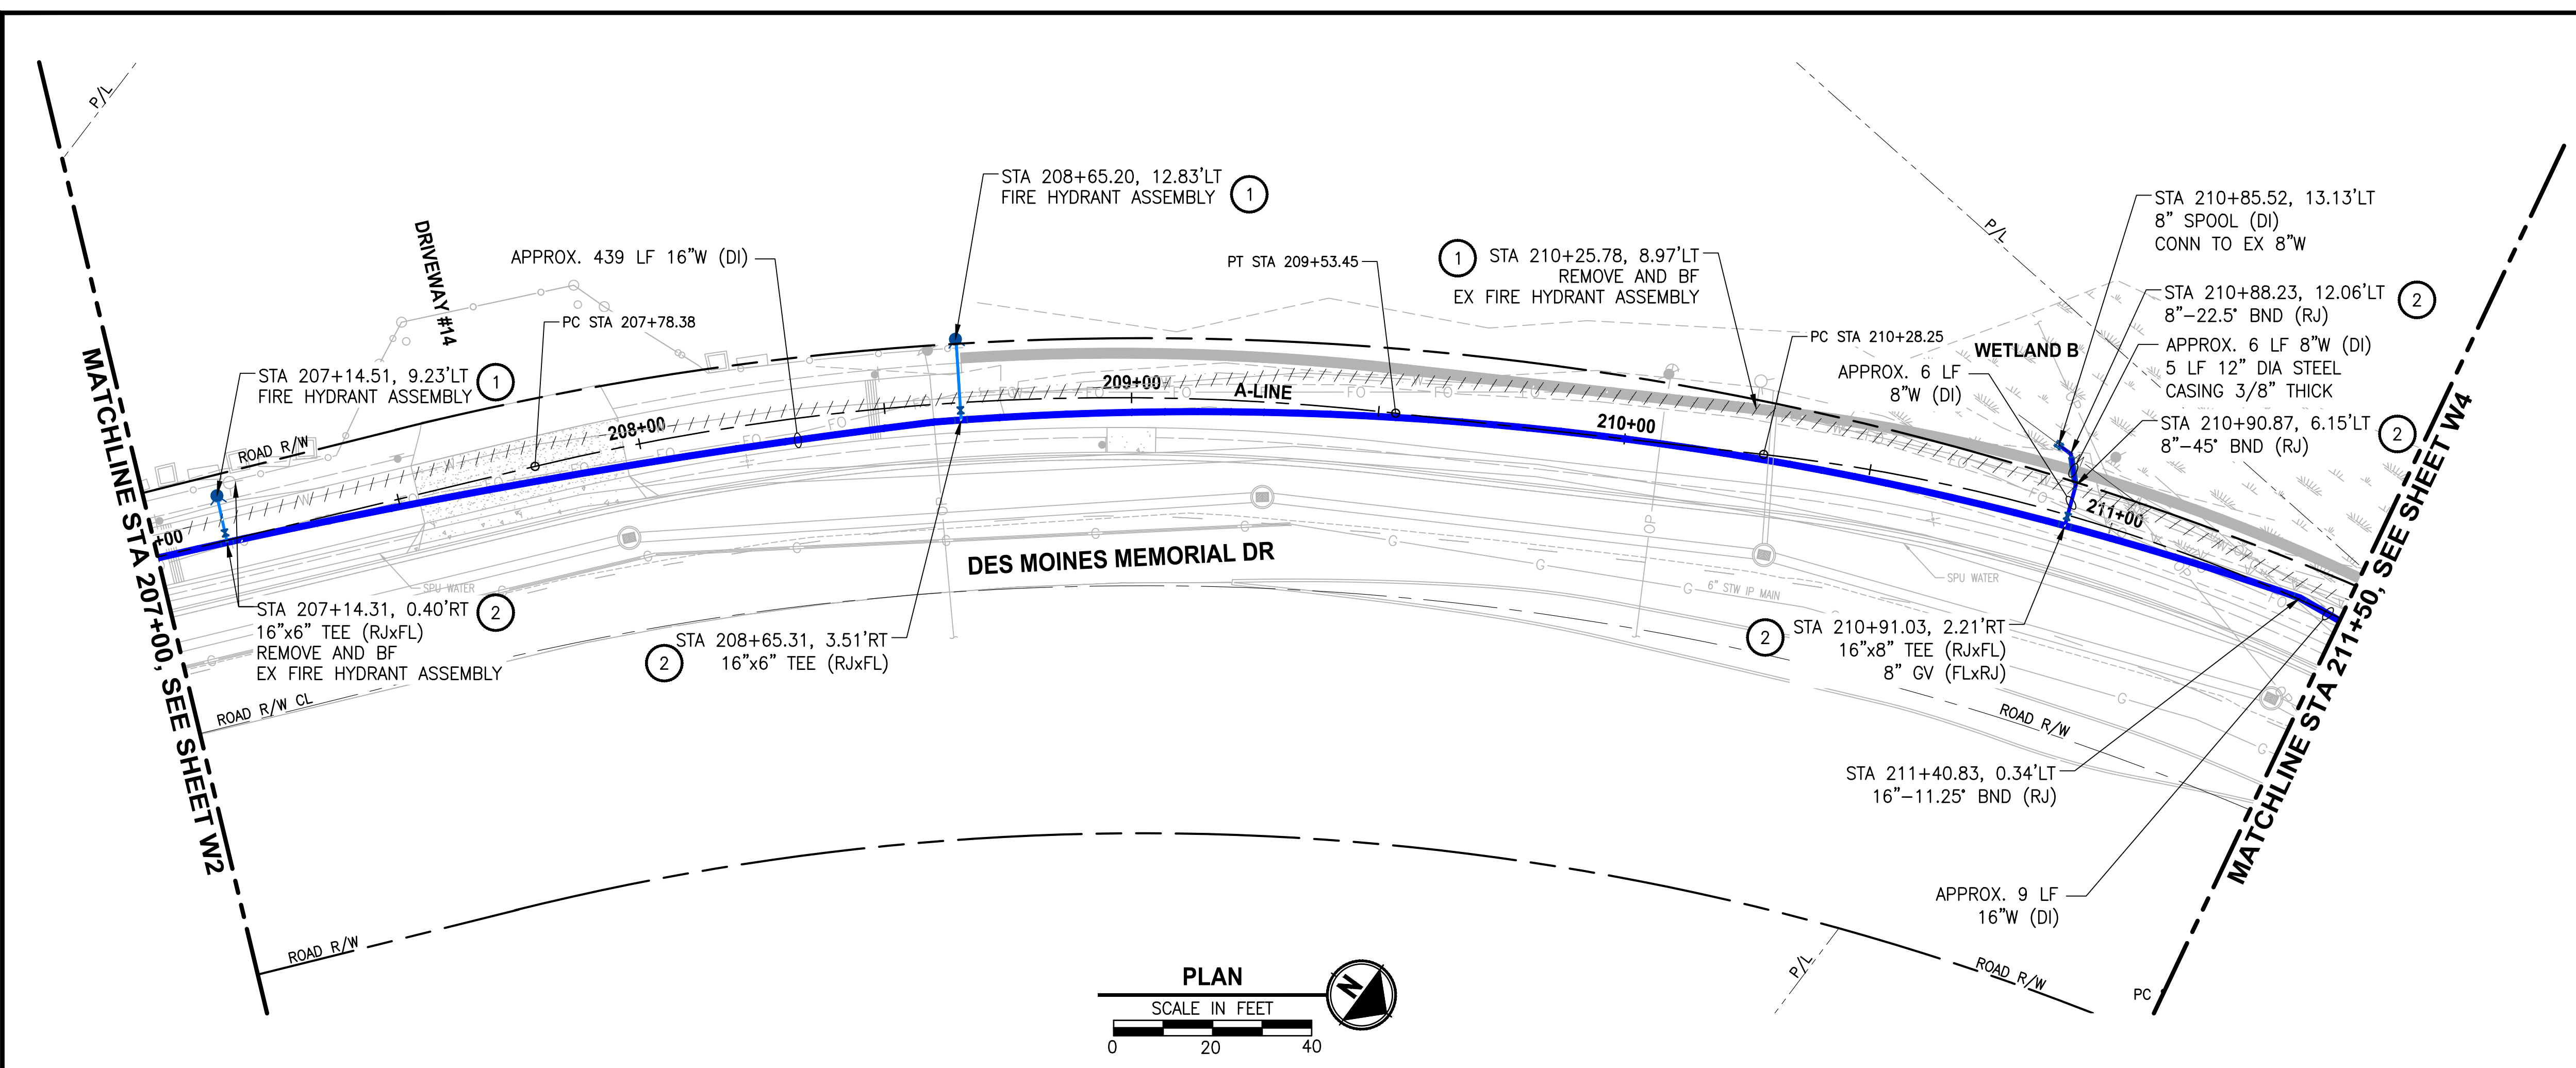 P/L
MATCHLINE STA 207+00, SEE SHEET W2
DRIVEWAY #14
APPROX. 439 LF 16"W (DI)
PC STA 207+78.38
STA 207+14.51, 9.23'LT
FIRE HYDRANT ASSEMBLY
1
ROAD R/W
+00
STA 207+14.31, 0.40'RT
16"x6" TEE (RJxFL)
REMOVE AND BF
EX FIRE HYDRANT ASSEMBLY
2
ROAD R/W CL
ROAD R/W
SPU WATER
208+00
STA 208+65.20, 12.83'LT
FIRE HYDRANT ASSEMBLY
1
STA 208+65.31, 3.51'RT
16"x6" TEE (RJxFL)
2
209+00
A-LINE
PT STA 209+53.45
DES MOINES MEMORIAL DR
1
STA 210+25.78, 8.97'LT
REMOVE AND BF
EX FIRE HYDRANT ASSEMBLY
210+00
PC STA 210+28.25
6" STW IP MAIN
SPU WATER
P/L
WETLAND B
APPROX. 6 LF
8"W (DI)
STA 210+85.52, 13.13'LT
8" SPOOL (DI)
CONN TO EX 8"W
STA 210+88.23, 12.06'LT
8"-22.5° BND (RJ)
2
APPROX. 6 LF 8"W (DI)
5 LF 12" DIA STEEL
CASING 3/8" THICK
STA 210+90.87, 6.15'LT
8"-45° BND (RJ)
2
211+00
2
STA 210+91.03, 2.21'RT
16"x8" TEE (RJxFL)
8" GV (FLxRJ)
ROAD R/W
STA 211+40.83, 0.34'LT
16"-11.25° BND (RJ)
APPROX. 9 LF
16"W (DI)
MATCHLINE STA 211+50, SEE SHEET W4
P/L
ROAD R/W
PC
PLAN
N
SCALE IN FEET
0 20 40